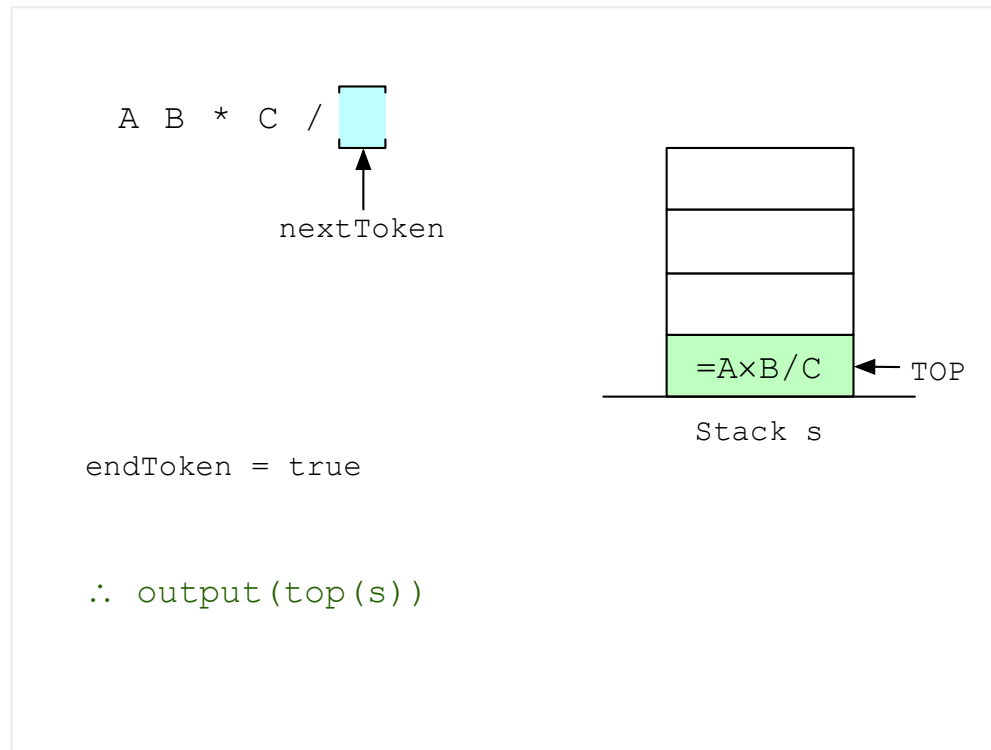 A B * C /
nextToken
=A×B/C
TOP
Stack s
endToken = true
∴ output(top(s))